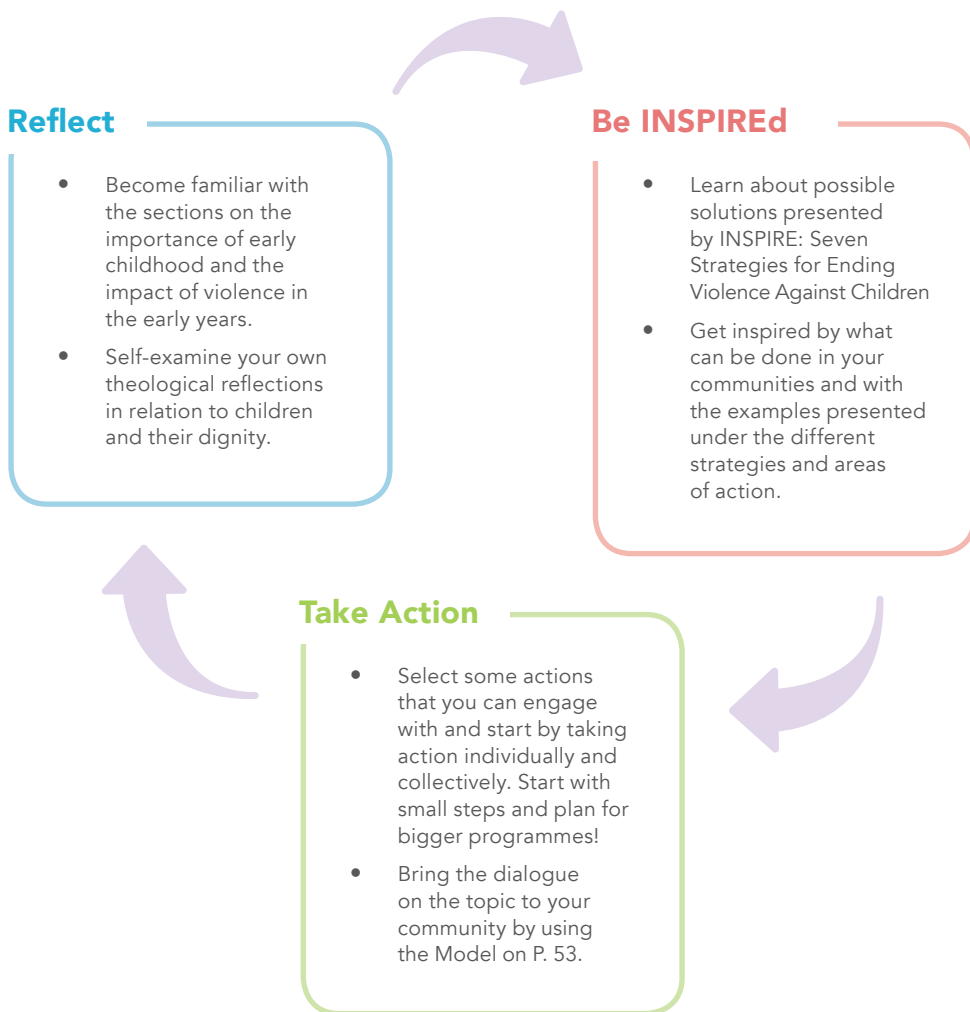 Reflect
• Become familiar with
the sections on the
importance of early
childhood and the
impact of violence in
the early years.
• Self-examine your own
theological reflections
in relation to children
and their dignity.
Be INSPIREd
• Learn about possible
solutions presented
by INSPIRE: Seven
Strategies for Ending
Violence Against Children
• Get inspired by what
can be done in your
communities and with
the examples presented
under the different
strategies and areas
of action.
Take Action
• Select some actions
that you can engage
with and start by taking
action individually and
collectively. Start with
small steps and plan for
bigger programmes!
• Bring the dialogue
on the topic to your
community by using
the Model on P. 53.